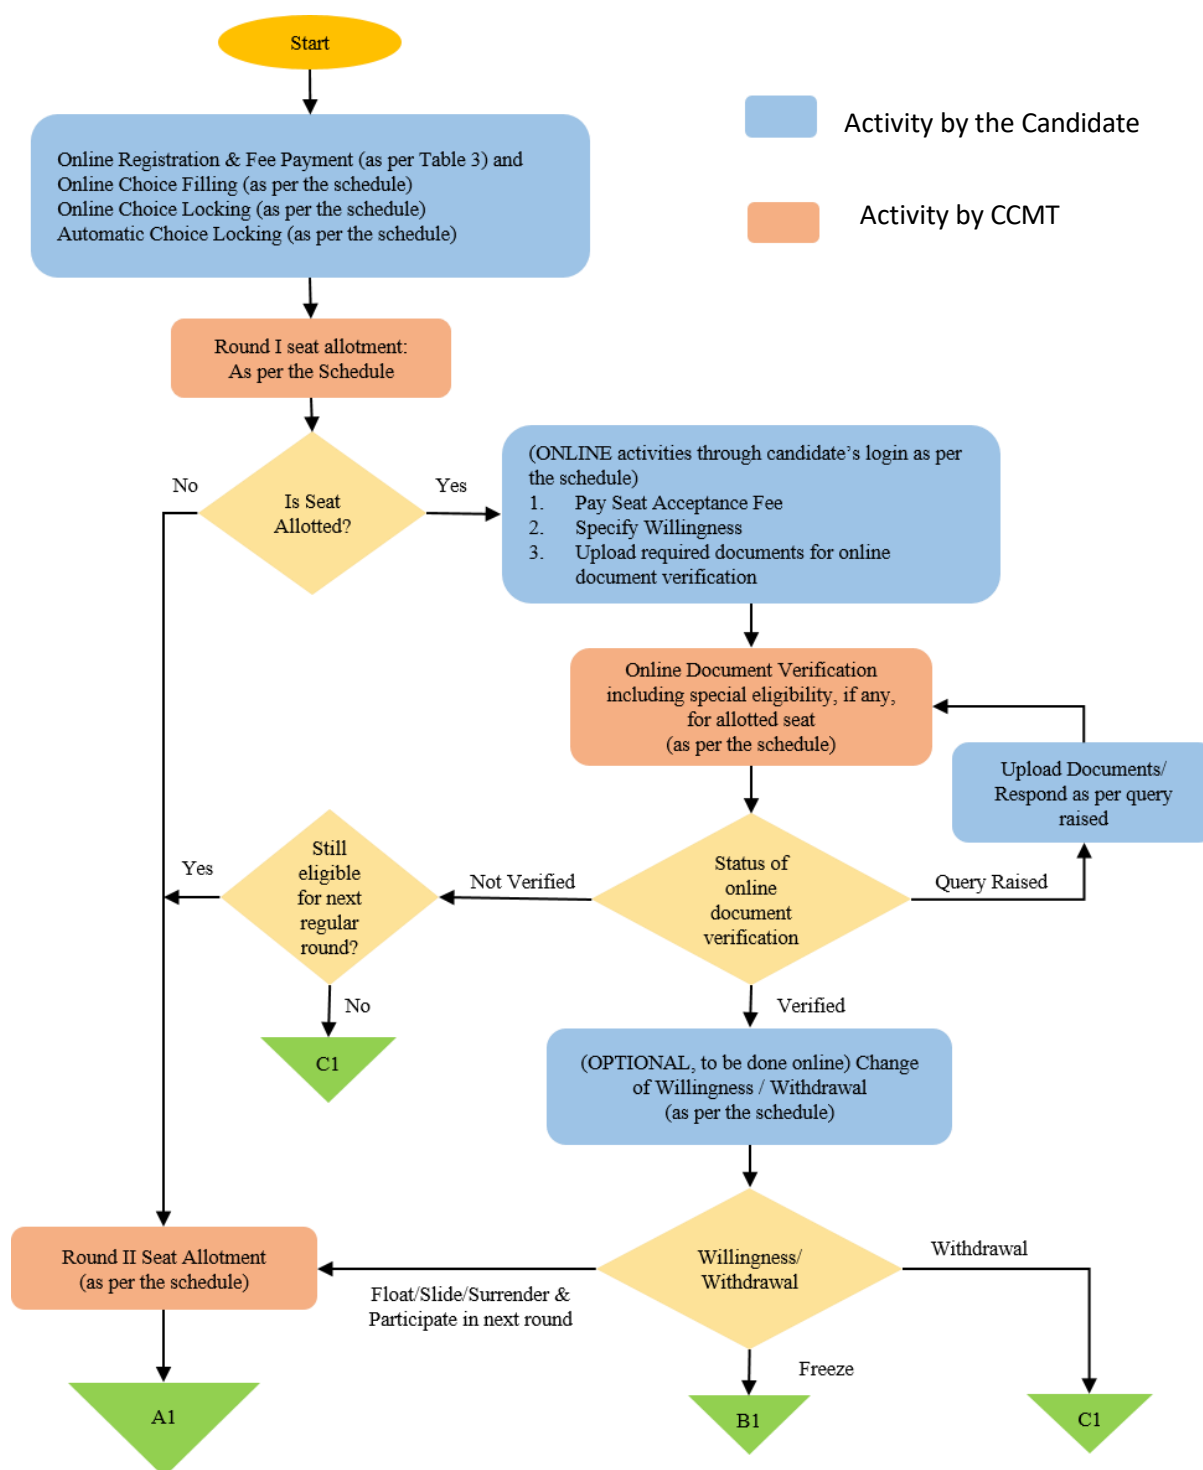 Start
Activity by the Candidate
Activity by CCMT
Online Registration & Fee Payment (as per Table 3) and
Online Choice Filling (as per the schedule)
Online Choice Locking (as per the schedule)
Automatic Choice Locking (as per the schedule)
Round I seat allotment:
As per the Schedule
Is Seat
Allotted?
No
Yes
(ONLINE activities through candidate's login as per
the schedule)
1. Pay Seat Acceptance Fee
2. Specify Willingness
3. Upload required documents for online
document verification
Online Document Verification
including special eligibility, if any,
for allotted seat
(as per the schedule)
Upload Documents/
Respond as per query
raised
Status of
online
document
verification
Query Raised
Not Verified
Still
eligible
for next
regular
round?
Yes
No
C1
Verified
(OPTIONAL, to be done online) Change
of Willingness / Withdrawal
(as per the schedule)
Willingness/
Withdrawal
Withdrawal
Float/Slide/Surrender &
Participate in next round
Freeze
Round II Seat Allotment
(as per the schedule)
A1
B1
C1